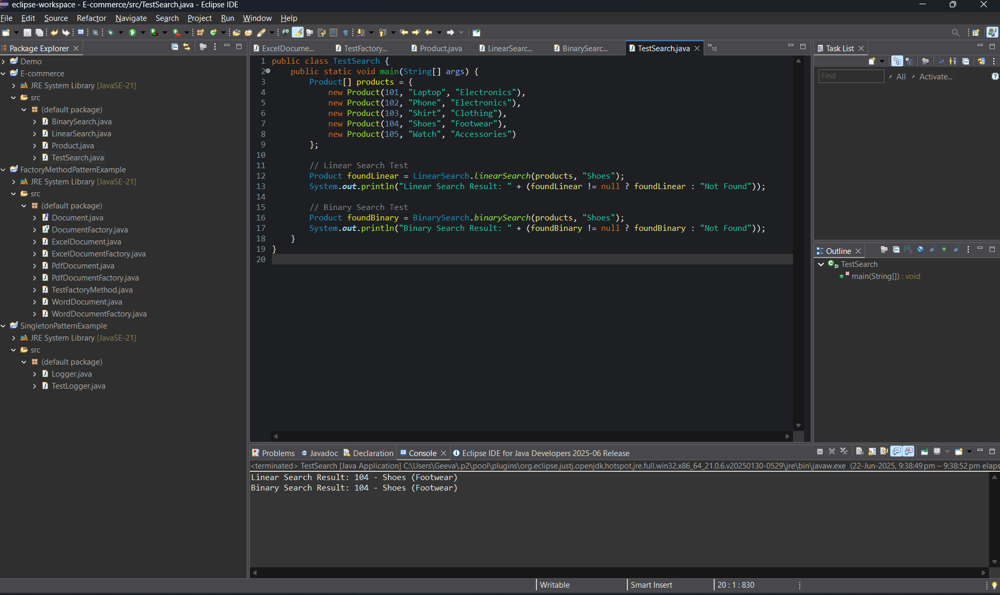 eclipse-workspace - E-commerce/src/TestSearch.java - Eclipse IDE
File Edit Source Refactor Navigate Search Project Run Window Help
Package Explorer
Demo
E-commerce
JRE System Library [JavaSE-21]
src
(default package)
BinarySearch.java
LinearSearch.java
Product.java
TestSearch.java
FactoryMethodPatternExample
JRE System Library [JavaSE-21]
src
(default package)
Document.java
DocumentFactory.java
ExcelDocument.java
ExcelDocumentFactory.java
PdfDocument.java
PdfDocumentFactory.java
TestFactoryMethod.java
WordDocument.java
WordDocumentFactory.java
SingletonPatternExample
JRE System Library [JavaSE-21]
src
(default package)
Logger.java
TestLogger.java
ExcelDocume... TestFactory... Product.java LinearSearc... BinarySearc... TestSearch.java »10
1 public class TestSearch {
2     public static void main(String[] args) {
3         Product[] products = {
4             new Product(101, "Laptop", "Electronics"),
5             new Product(102, "Phone", "Electronics"),
6             new Product(103, "Shirt", "Clothing"),
7             new Product(104, "Shoes", "Footwear"),
8             new Product(105, "Watch", "Accessories")
9         };
10
11         // Linear Search Test
12         Product foundLinear = LinearSearch.linearSearch(products, "Shoes");
13         System.out.println("Linear Search Result: " + (foundLinear != null ? foundLinear : "Not Found"));
14
15         // Binary Search Test
16         Product foundBinary = BinarySearch.binarySearch(products, "Shoes");
17         System.out.println("Binary Search Result: " + (foundBinary != null ? foundBinary : "Not Found"));
18     }
19 }
20
Task List
Find All Activate...
Outline
TestSearch
main(String[]) : void
Problems Javadoc Declaration Console Eclipse IDE for Java Developers 2025-06 Release
<terminated> TestSearch [Java Application] C:\Users\Geeva\.p2\pool\plugins\org.eclipse.justj.openjdk.hotspot.jre.full.win32.x86_64_21.0.6.v20250130-0529\jre\bin\javaw.exe (22-Jun-2025, 9:38:49 pm – 9:38:52 pm elaps
Linear Search Result: 104 - Shoes (Footwear)
Binary Search Result: 104 - Shoes (Footwear)
Writable Smart Insert 20 : 1 : 830